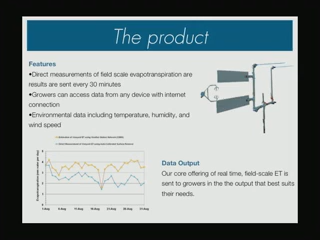 The product
Features
•Direct measurements of field scale evapotranspiration are
results are sent every 30 minutes
•Growers can access data from any device with internet
connection
•Environmental data including temperature, humidity, and
wind speed
Data Output
Our core offering of real time, field-scale ET is
sent to growers in the the output that best suits
their needs.